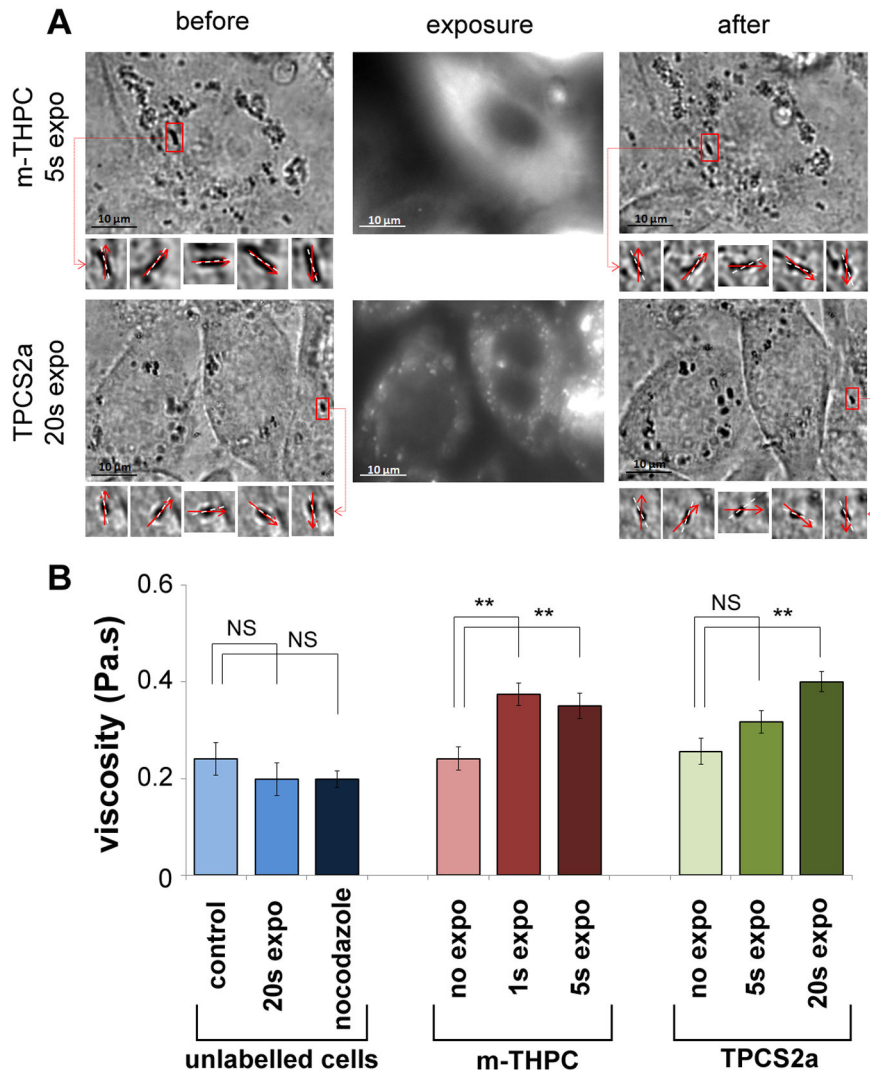 A
before
exposure
after
m-THPC
5s expo
10 µm
10 µm
10 µm
TPCS2a
20s expo
10 µm
10 µm
10 µm
B
viscosity (Pa.s)
0.6
0.4
0.2
0
NS
NS
**
**
NS
**
control
20s expo
nocodazole
no expo
1s expo
5s expo
no expo
5s expo
20s expo
unlabelled cells
m-THPC
TPCS2a